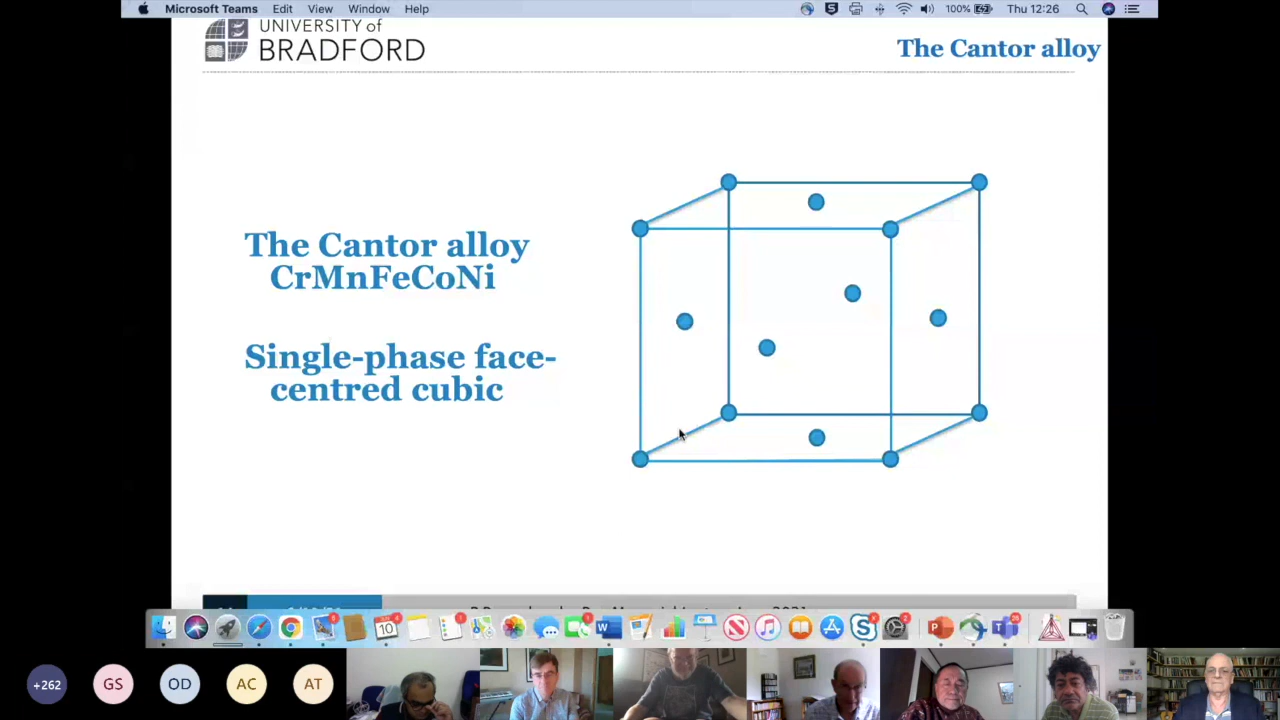 Microsoft Teams Edit View Window Help 100% Thu 12:26
UNIVERSITY of
BRADFORD
The Cantor alloy
The Cantor alloy
CrMnFeCoNi
Single-phase face-
centred cubic
10
+262 GS OD AC AT